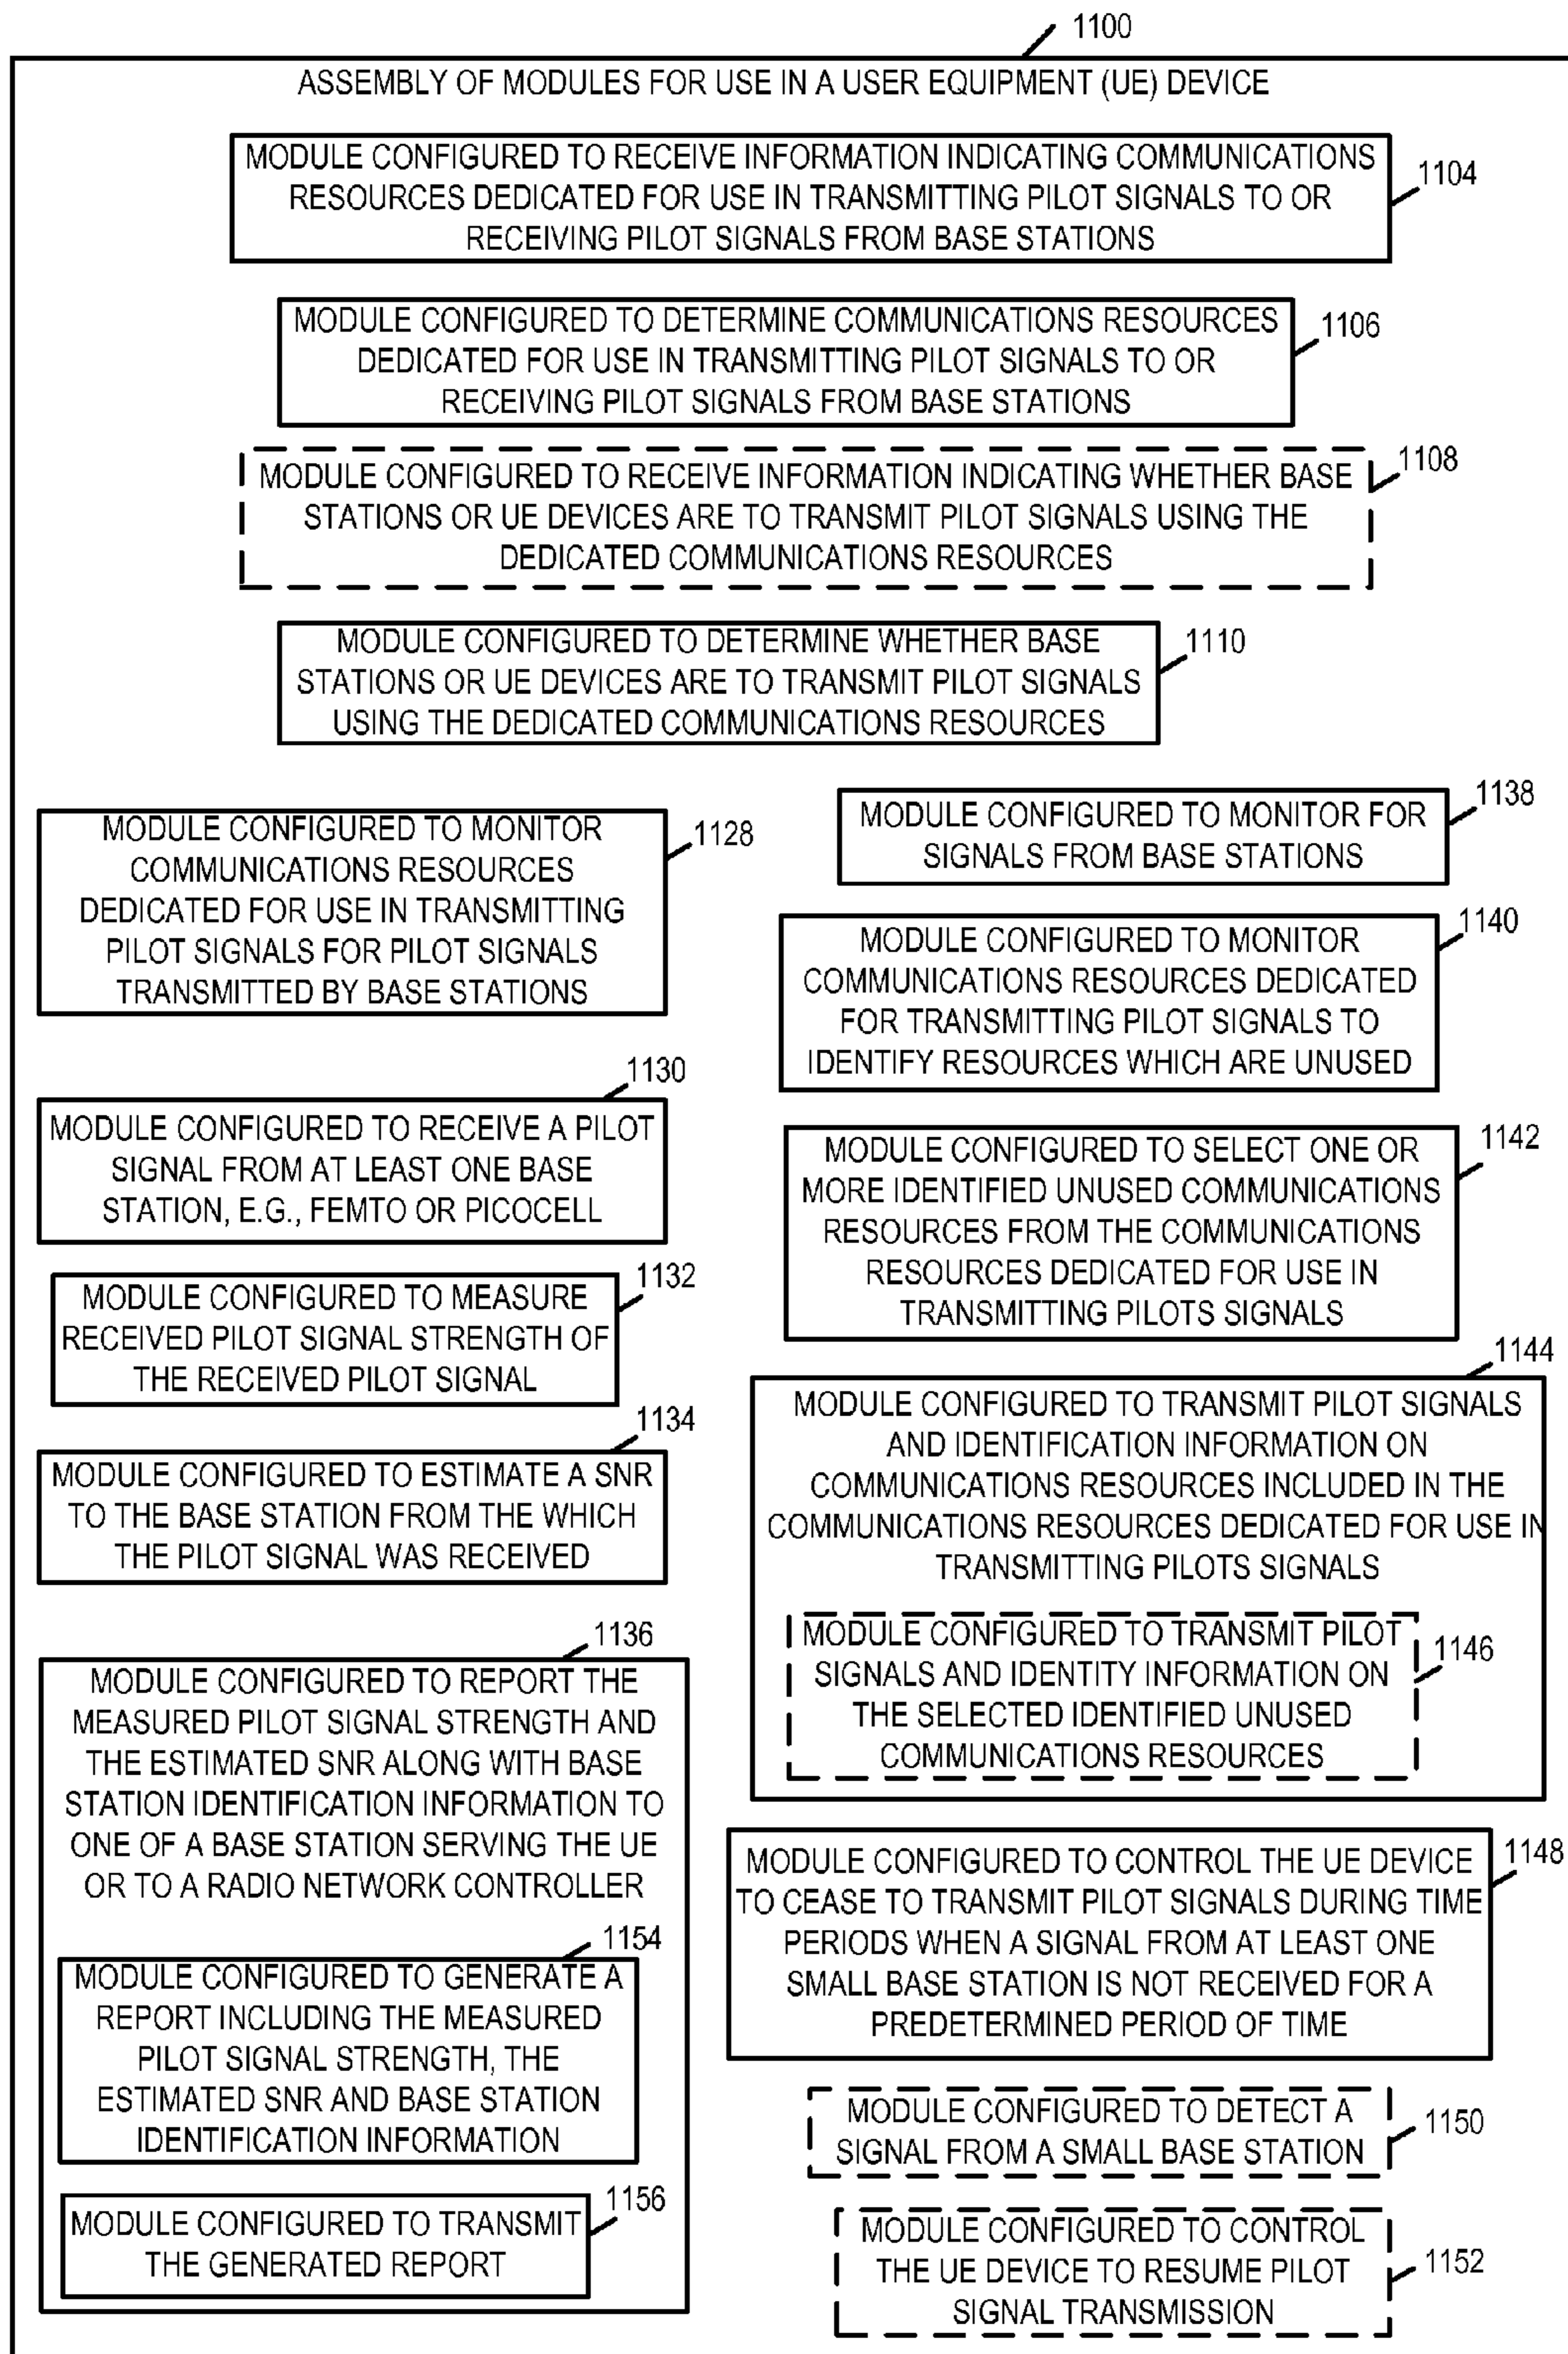 1100
ASSEMBLY OF MODULES FOR USE IN A USER EQUIPMENT (UE) DEVICE
MODULE CONFIGURED TO RECEIVE INFORMATION INDICATING COMMUNICATIONS
RESOURCES DEDICATED FOR USE IN TRANSMITTING PILOT SIGNALS TO OR
RECEIVING PILOT SIGNALS FROM BASE STATIONS
1104
MODULE CONFIGURED TO DETERMINE COMMUNICATIONS RESOURCES
DEDICATED FOR USE IN TRANSMITTING PILOT SIGNALS TO OR
RECEIVING PILOT SIGNALS FROM BASE STATIONS
1106
MODULE CONFIGURED TO RECEIVE INFORMATION INDICATING WHETHER BASE
STATIONS OR UE DEVICES ARE TO TRANSMIT PILOT SIGNALS USING THE
DEDICATED COMMUNICATIONS RESOURCES
1108
MODULE CONFIGURED TO DETERMINE WHETHER BASE
STATIONS OR UE DEVICES ARE TO TRANSMIT PILOT SIGNALS
USING THE DEDICATED COMMUNICATIONS RESOURCES
1110
MODULE CONFIGURED TO MONITOR
COMMUNICATIONS RESOURCES
DEDICATED FOR USE IN TRANSMITTING
PILOT SIGNALS FOR PILOT SIGNALS
TRANSMITTED BY BASE STATIONS
1128
1130
MODULE CONFIGURED TO RECEIVE A PILOT
SIGNAL FROM AT LEAST ONE BASE
STATION, E.G., FEMTO OR PICOCELL
1132
MODULE CONFIGURED TO MEASURE
RECEIVED PILOT SIGNAL STRENGTH OF
THE RECEIVED PILOT SIGNAL
1134
MODULE CONFIGURED TO ESTIMATE A SNR
TO THE BASE STATION FROM THE WHICH
THE PILOT SIGNAL WAS RECEIVED
1136
MODULE CONFIGURED TO REPORT THE
MEASURED PILOT SIGNAL STRENGTH AND
THE ESTIMATED SNR ALONG WITH BASE
STATION IDENTIFICATION INFORMATION TO
ONE OF A BASE STATION SERVING THE UE
OR TO A RADIO NETWORK CONTROLLER
1154
MODULE CONFIGURED TO GENERATE A
REPORT INCLUDING THE MEASURED
PILOT SIGNAL STRENGTH, THE
ESTIMATED SNR AND BASE STATION
IDENTIFICATION INFORMATION
1156
MODULE CONFIGURED TO TRANSMIT
THE GENERATED REPORT
1138
MODULE CONFIGURED TO MONITOR FOR
SIGNALS FROM BASE STATIONS
1140
MODULE CONFIGURED TO MONITOR
COMMUNICATIONS RESOURCES DEDICATED
FOR TRANSMITTING PILOT SIGNALS TO
IDENTIFY RESOURCES WHICH ARE UNUSED
1142
MODULE CONFIGURED TO SELECT ONE OR
MORE IDENTIFIED UNUSED COMMUNICATIONS
RESOURCES FROM THE COMMUNICATIONS
RESOURCES DEDICATED FOR USE IN
TRANSMITTING PILOTS SIGNALS
1144
MODULE CONFIGURED TO TRANSMIT PILOT SIGNALS
AND IDENTIFICATION INFORMATION ON
COMMUNICATIONS RESOURCES INCLUDED IN THE
COMMUNICATIONS RESOURCES DEDICATED FOR USE IN
TRANSMITTING PILOTS SIGNALS
MODULE CONFIGURED TO TRANSMIT PILOT
SIGNALS AND IDENTITY INFORMATION ON
THE SELECTED IDENTIFIED UNUSED
COMMUNICATIONS RESOURCES
1146
MODULE CONFIGURED TO CONTROL THE UE DEVICE
TO CEASE TO TRANSMIT PILOT SIGNALS DURING TIME
PERIODS WHEN A SIGNAL FROM AT LEAST ONE
SMALL BASE STATION IS NOT RECEIVED FOR A
PREDETERMINED PERIOD OF TIME
1148
MODULE CONFIGURED TO DETECT A
SIGNAL FROM A SMALL BASE STATION
1150
MODULE CONFIGURED TO CONTROL
THE UE DEVICE TO RESUME PILOT
SIGNAL TRANSMISSION
1152